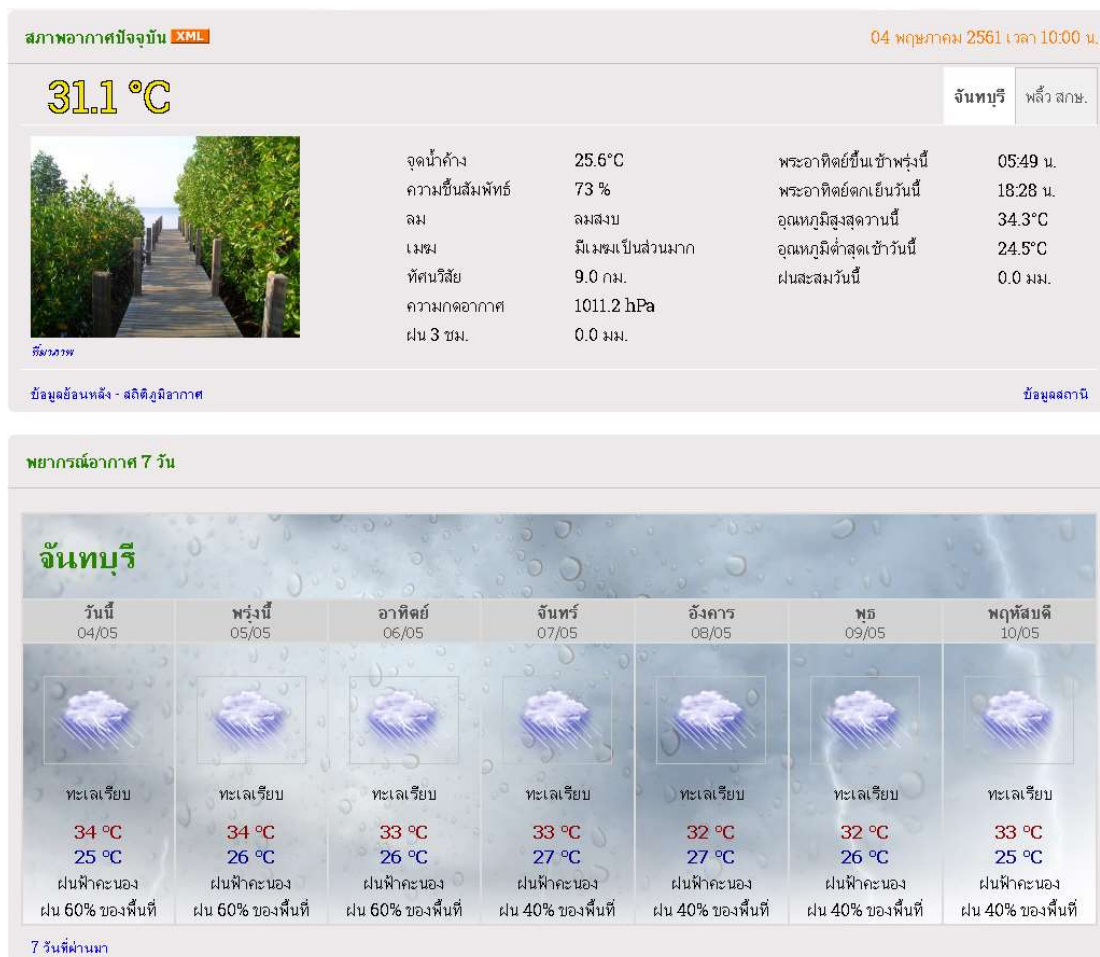 สภาพอากาศปัจจุบัน XML 04 พฤษภาคม 2561 เวลา 10:00 น.
31.1 °C จันทบุรี พลิ้ว สกษ.
จุดน้ำค้าง 25.6°C พระอาทิตย์ขึ้นเช้าพรุ่งนี้ 05:49 น.
ความชื้นสัมพัทธ์ 73 % พระอาทิตย์ตกเย็นวันนี้ 18:28 น.
ลม ลมสงบ อุณหภูมิสูงสุดวานนี้ 34.3°C
เมฆ มีเมฆเป็นส่วนมาก อุณหภูมิต่ำสุดเช้าวันนี้ 24.5°C
ทัศนวิสัย 9.0 กม. ฝนสะสมวันนี้ 0.0 มม.
ความกดอากาศ 1011.2 hPa
ฝน 3 ชม. 0.0 มม.
ที่มาภาพ
ข้อมูลย้อนหลัง - สถิติภูมิอากาศ ข้อมูลสถานี
พยากรณ์อากาศ 7 วัน
จันทบุรี
วันนี้ พรุ่งนี้ อาทิตย์ จันทร์ อังคาร พุธ พฤหัสบดี
04/05 05/05 06/05 07/05 08/05 09/05 10/05
ทะเลเรียบ ทะเลเรียบ ทะเลเรียบ ทะเลเรียบ ทะเลเรียบ ทะเลเรียบ ทะเลเรียบ
34 °C 34 °C 33 °C 33 °C 32 °C 32 °C 33 °C
25 °C 26 °C 26 °C 27 °C 27 °C 26 °C 25 °C
ฝนฟ้าคะนอง ฝนฟ้าคะนอง ฝนฟ้าคะนอง ฝนฟ้าคะนอง ฝนฟ้าคะนอง ฝนฟ้าคะนอง ฝนฟ้าคะนอง
ฝน 60% ของพื้นที่ ฝน 60% ของพื้นที่ ฝน 60% ของพื้นที่ ฝน 40% ของพื้นที่ ฝน 40% ของพื้นที่ ฝน 40% ของพื้นที่ ฝน 40% ของพื้นที่
7 วันที่ผ่านมา